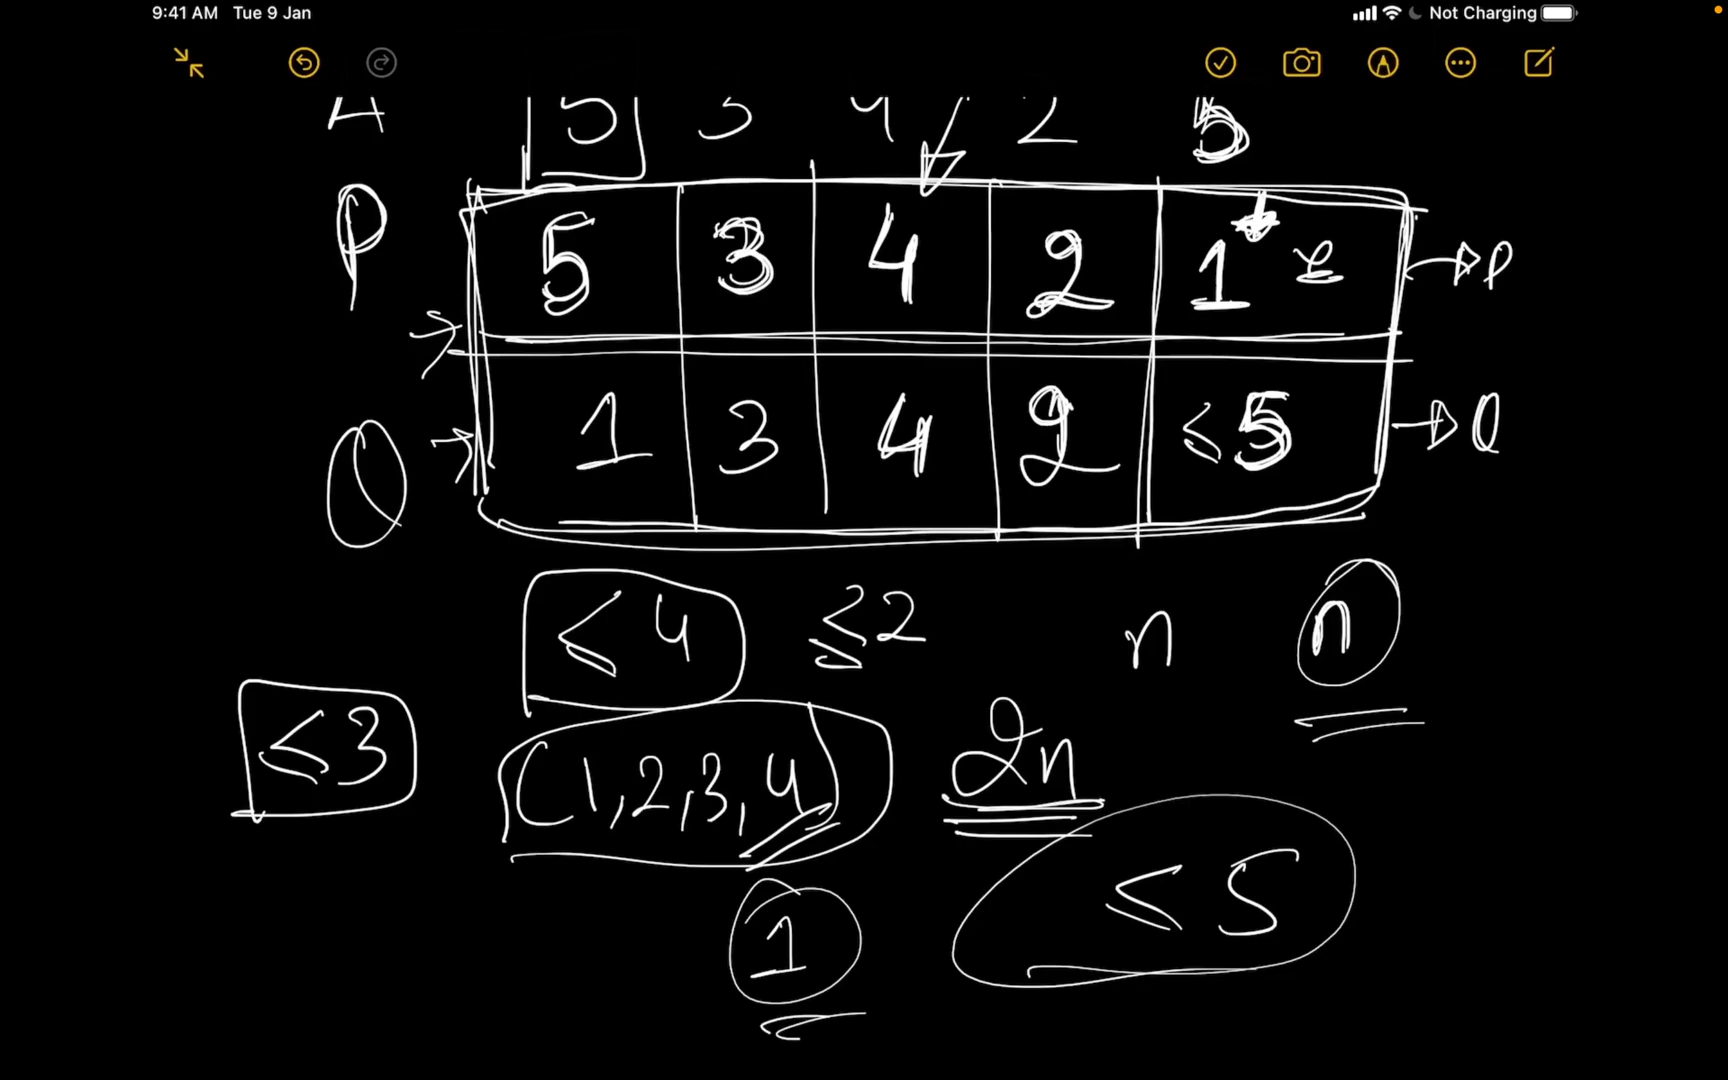 9:41 AM Tue 9 Jan Not Charging
A 5 3 4 2 5
P 5 3 4 2 1 → P
Q 1 3 4 2 ≤ 5 → Q
≤ 4 ≤ 2 n n
≤ 3 (1, 2, 3, 4) 2n
1 ≤ 5